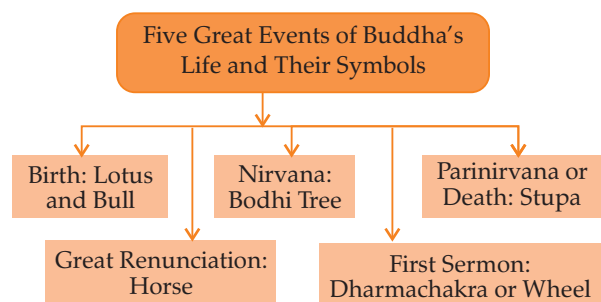 Five Great Events of Buddha’s
Life and Their Symbols
Birth: Lotus
and Bull
Great Renunciation:
Horse
Nirvana:
Bodhi Tree
First Sermon:
Dharmachakra or Wheel
Parinirvana or
Death: Stupa